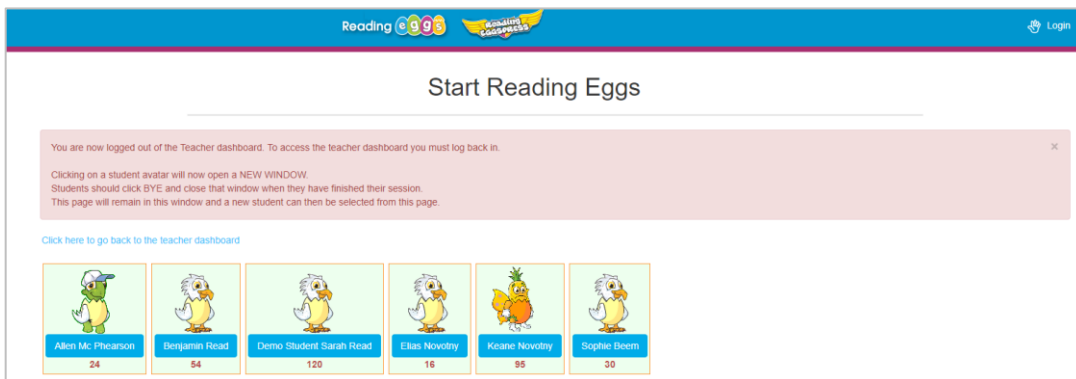 Reading eggs
Reading EGGSPRESS
Login
Start Reading Eggs
You are now logged out of the Teacher dashboard. To access the teacher dashboard you must log back in.
×
Clicking on a student avatar will now open a NEW WINDOW.
Students should click BYE and close that window when they have finished their session.
This page will remain in this window and a new student can then be selected from this page.
Click here to go back to the teacher dashboard
Allen Mc Phearson Benjamin Read Demo Student Sarah Read Elias Novotny Keane Novotny Sophie Beem
24 54 120 16 95 30